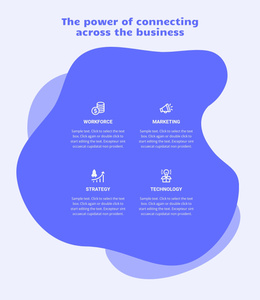 The power of connecting
across the business
WORKFORCE
Sample text. Click to select the text
box. Click again or double click to
start editing the text. Excepteur sint
occaecat cupidatat non proident.
MARKETING
Sample text. Click to select the text
box. Click again or double click to
start editing the text. Excepteur sint
occaecat cupidatat non proident.
STRATEGY
Sample text. Click to select the text
box. Click again or double click to
start editing the text. Excepteur sint
occaecat cupidatat non proident.
TECHNOLOGY
Sample text. Click to select the text
box. Click again or double click to
start editing the text. Excepteur sint
occaecat cupidatat non proident.